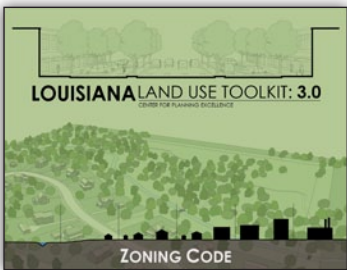 LOUISIANA LAND USE TOOLKIT: 3.0
CENTER FOR PLANNING EXCELLENCE
ZONING CODE